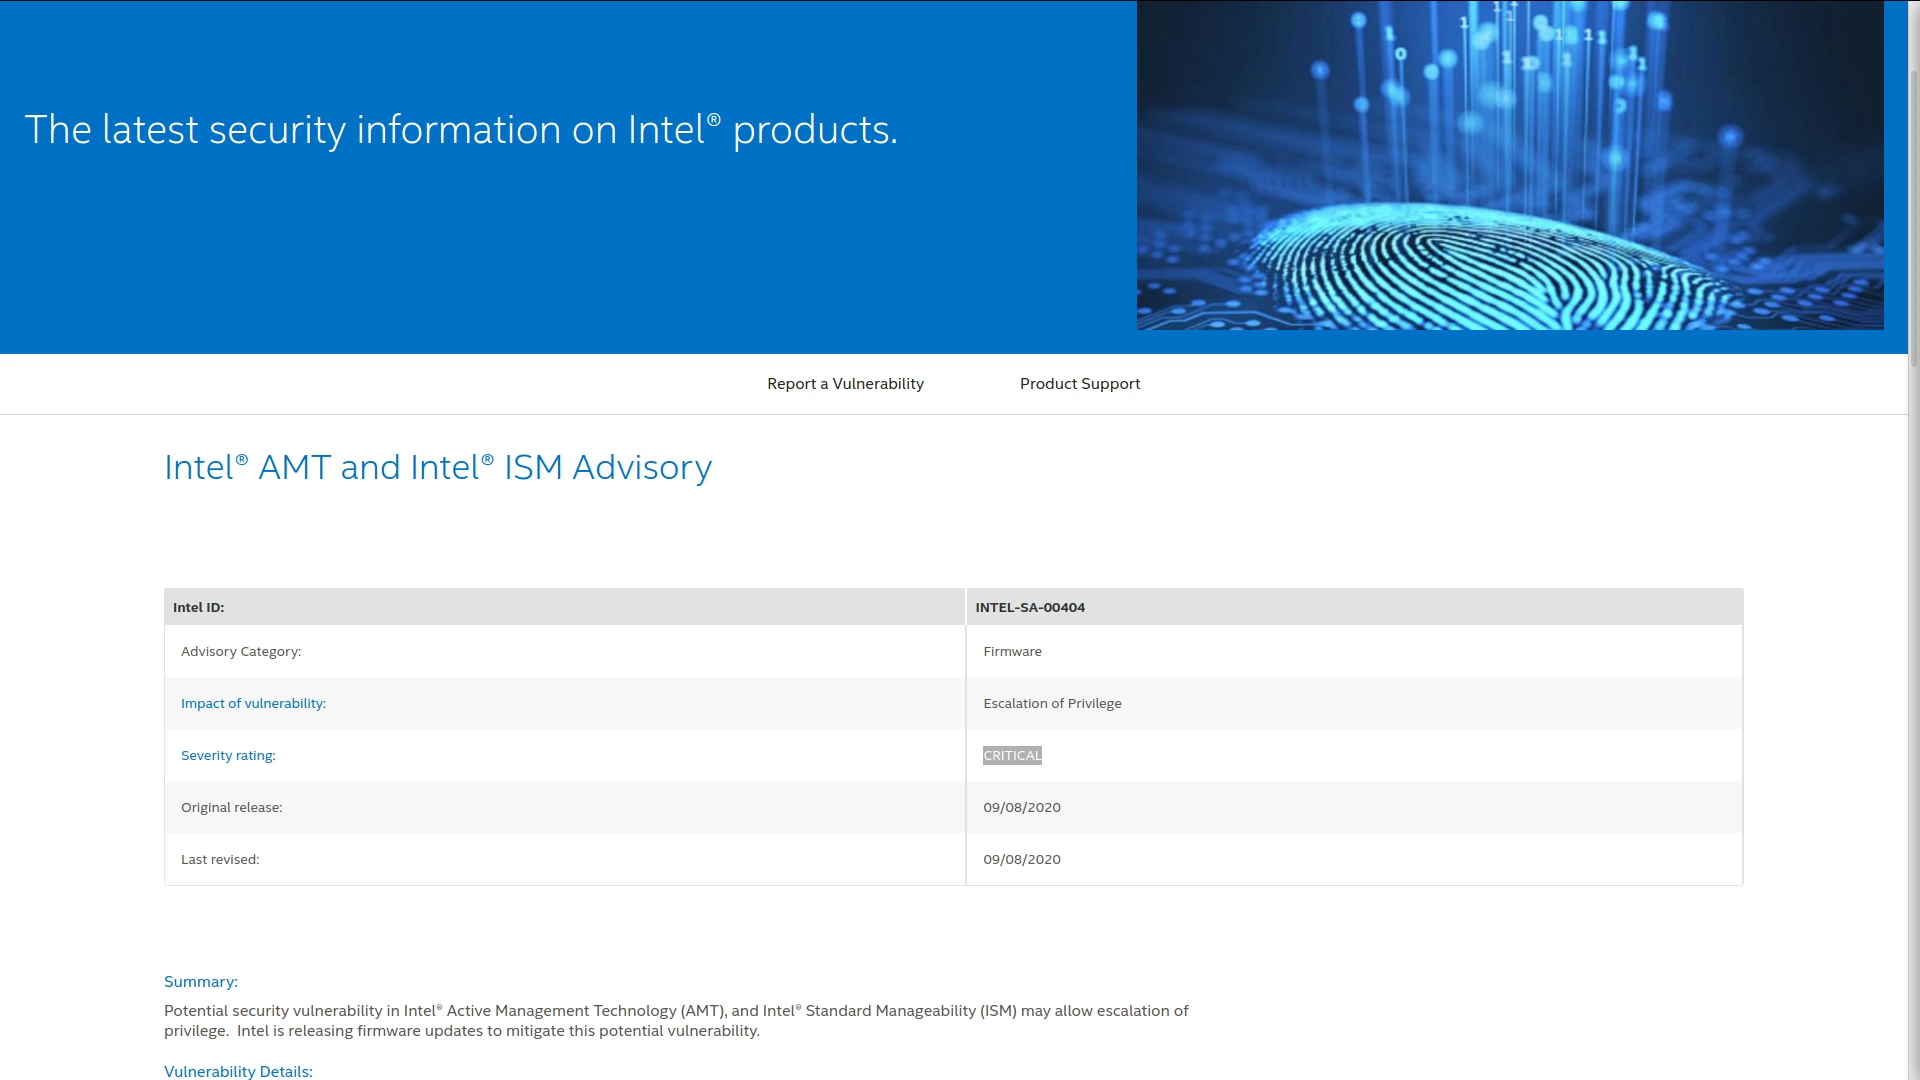 The latest security information on Intel® products.
Report a Vulnerability
Product Support
Intel® AMT and Intel® ISM Advisory
Intel ID: INTEL-SA-00404
Advisory Category: Firmware
Impact of vulnerability: Escalation of Privilege
Severity rating: CRITICAL
Original release: 09/08/2020
Last revised: 09/08/2020
Summary:
Potential security vulnerability in Intel® Active Management Technology (AMT), and Intel® Standard Manageability (ISM) may allow escalation of
privilege.  Intel is releasing firmware updates to mitigate this potential vulnerability.
Vulnerability Details: